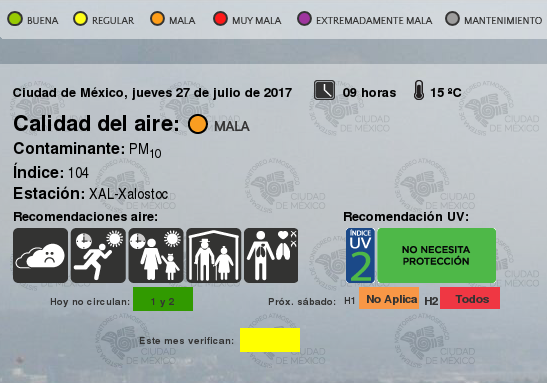 BUENA REGULAR MALA MUY MALA EXTREMADAMENTE MALA MANTENIMIENTO
Ciudad de México, jueves 27 de julio de 2017 09 horas 15 ºC
Calidad del aire: MALA
Contaminante: PM10
Índice: 104
Estación: XAL-Xalostoc
Recomendaciones aire: Recomendación UV:
ÍNDICE UV 2 NO NECESITA PROTECCIÓN
Hoy no circulan: 1 y 2 Próx. sábado: H1 No Aplica H2 Todos
Este mes verifican:
CIUDAD DE MÉXICO